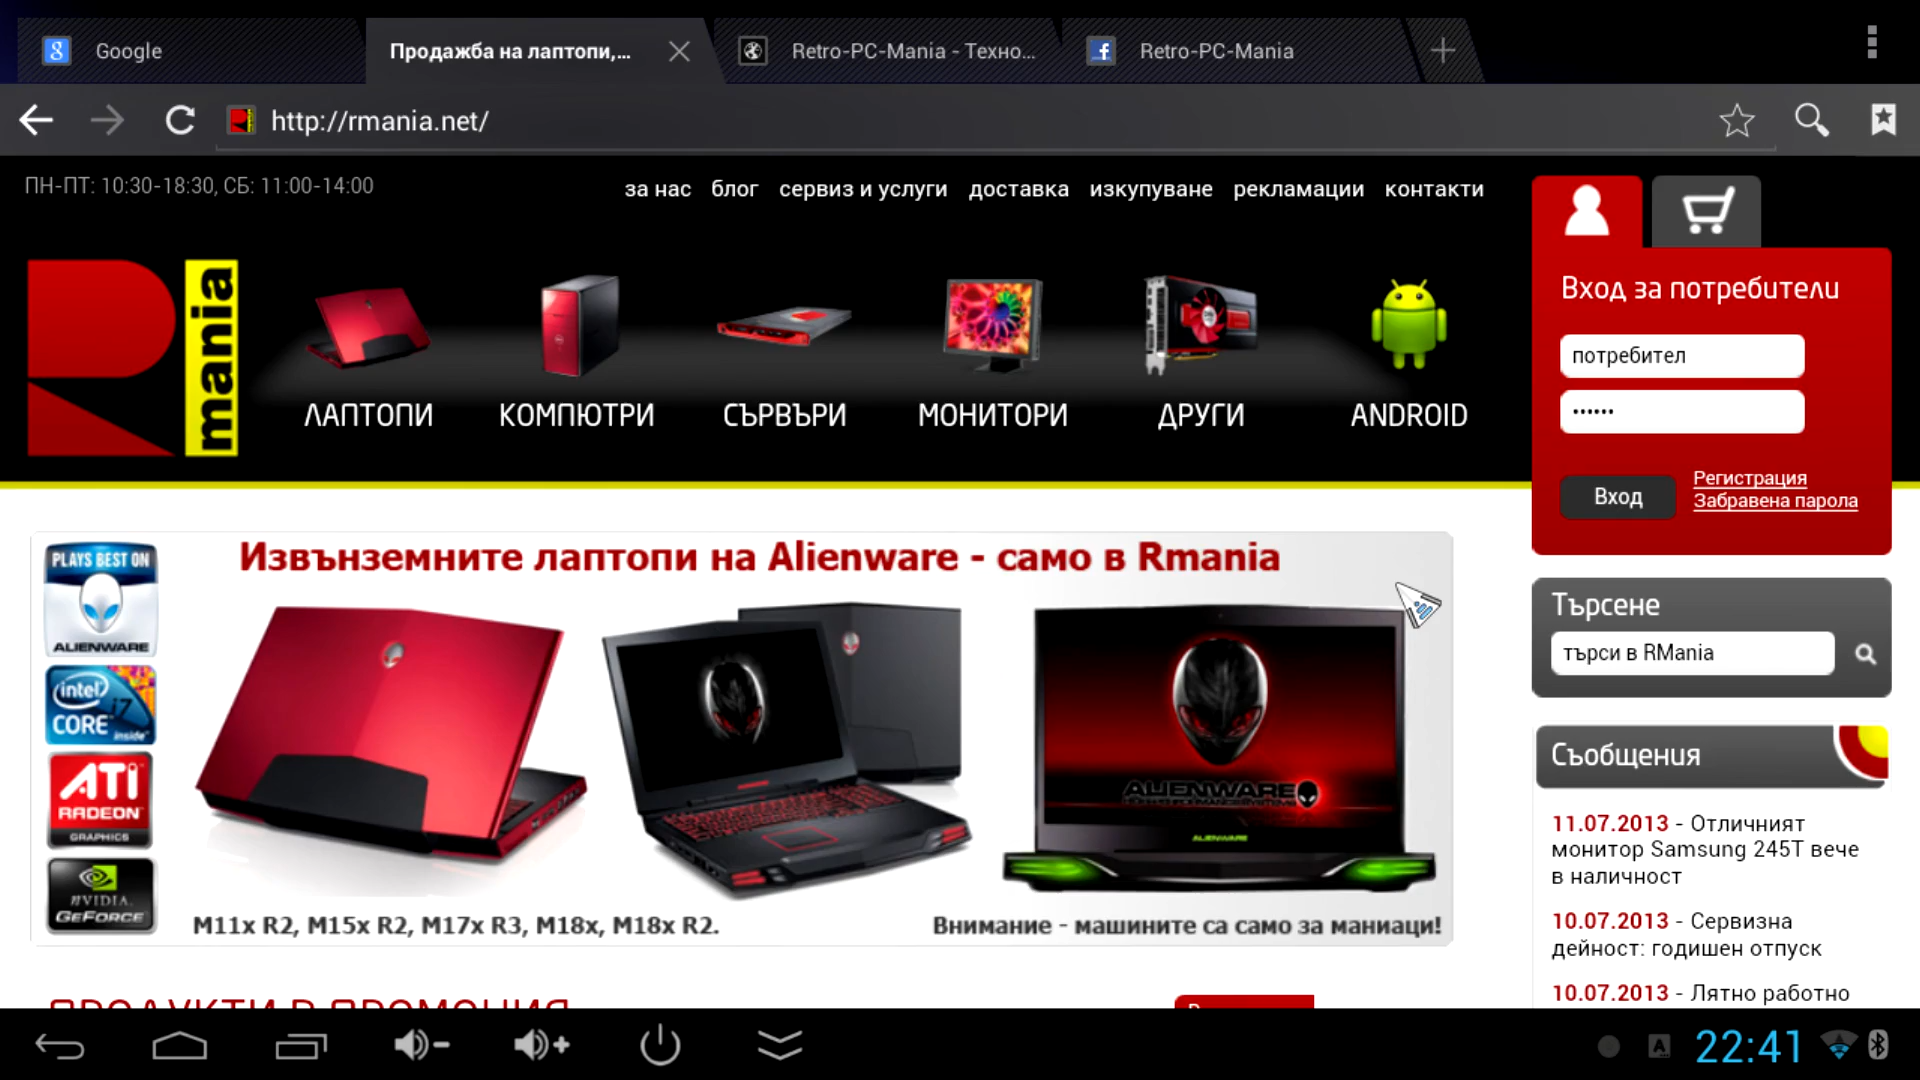 Google
Продажба на лаптопи,...
Retro-PC-Mania - Техно...
Retro-PC-Mania
http://rmania.net/
ПН-ПТ: 10:30-18:30, СБ: 11:00-14:00
за нас блог сервиз и услуги доставка изкупуване рекламации контакти
mania
ЛАПТОПИ КОМПЮТРИ СЪРВЪРИ МОНИТОРИ ДРУГИ ANDROID
Вход за потребители
потребител
••••••
Вход
Регистрация
Забравена парола
Извънземните лаптопи на Alienware - само в Rmania
PLAYS BEST ON
ALIENWARE
intel
CORE i7
inside
ATI
RADEON
GRAPHICS
NVIDIA.
GEFORCE
ALIENWARE
ALIENWARE
M11x R2, M15x R2, M17x R3, M18x, M18x R2.
Внимание - машините са само за маниаци!
Търсене
търси в RMania
Съобщения
11.07.2013 - Отличният
монитор Samsung 245T вече
в наличност
10.07.2013 - Сервизна
дейност: годишен отпуск
10.07.2013 - Лятно работно
ПРОДУКТИ В ПРОМОЦИЯ
A
22:41